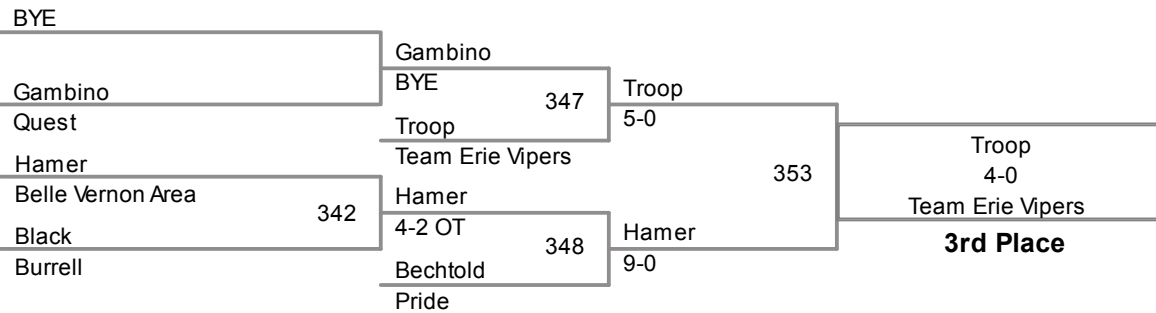 BYE
Gambino
Quest
Hamer
Belle Vernon Area
342
Black
Burrell
Gambino
BYE
347
Troop
Team Erie Vipers
Hamer
4-2 OT
348
Bechtold
Pride
Troop
5-0
353
Hamer
9-0
Troop
4-0
Team Erie Vipers
3rd Place